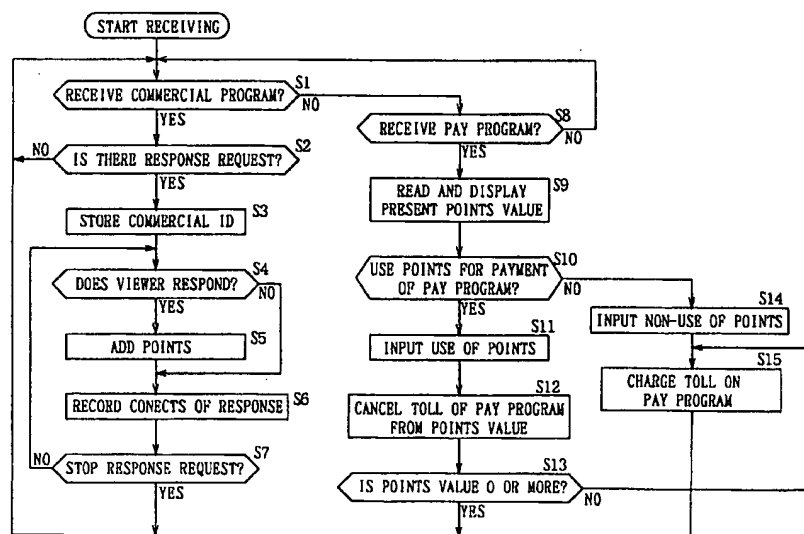 START RECEIVING
S1
RECEIVE COMMERCIAL PROGRAM?
NO
YES
S2
NO
IS THERE RESPONSE REQUEST?
YES
S3
STORE COMMERCIAL ID
S4
DOES VIEWER RESPOND?
NO
YES
ADD POINTS
S5
RECORD CONECTS OF RESPONSE
S6
S7
NO
STOP RESPONSE REQUEST?
YES
S8
RECEIVE PAY PROGRAM?
NO
YES
S9
READ AND DISPLAY
PRESENT POINTS VALUE
S10
USE POINTS FOR PAYMENT
OF PAY PROGRAM?
NO
YES
S11
INPUT USE OF POINTS
S12
CANCEL TOLL OF PAY PROGRAM
FROM POINTS VALUE
S13
IS POINTS VALUE 0 OR MORE?
NO
YES
S14
INPUT NON-USE OF POINTS
S15
CHARGE TOLL ON
PAY PROGRAM